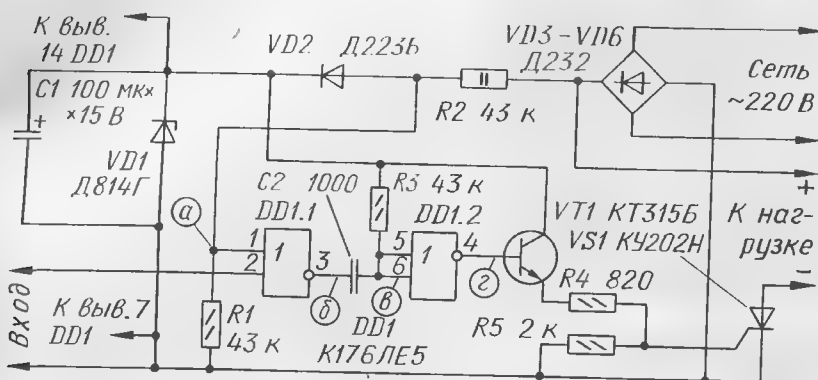 К выв.
14 DD1
C1 100 мк×
×15 В
+
VD1
Д814Г
VD2
Д223Б
R2 43 к
VD3-VD6
Д232
Сеть
~220 В
+
К наг-
рузке
–
а
R1
43 к
1
2
DD1.1
1
3
б
C2 1000
R3 43 к
в
5
6
DD1.2
1
4
г
DD1
К176ЛЕ5
VT1 КТ315Б
VS1 КУ202Н
R4 820
R5 2 к
Вход
К выв.7
DD1